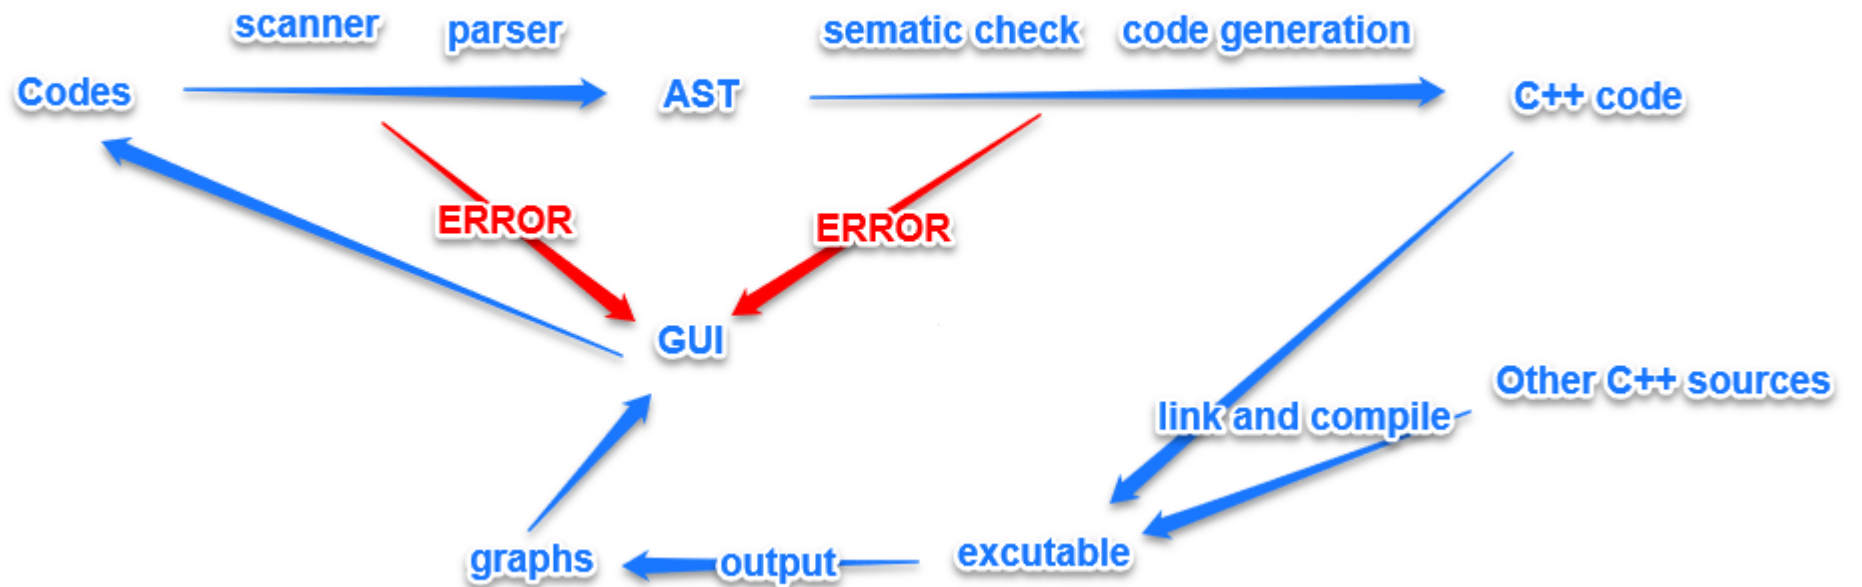 scanner
parser
sematic check
code generation
Codes
AST
C++ code
ERROR
ERROR
GUI
Other C++ sources
link and compile
graphs
output
excutable